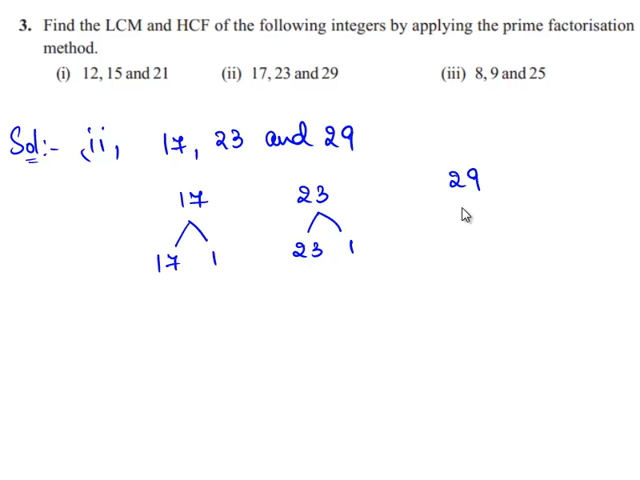 3. Find the LCM and HCF of the following integers by applying the prime factorisation
method.
(i) 12, 15 and 21 (ii) 17, 23 and 29 (iii) 8, 9 and 25
Sol:- ii, 17, 23 and 29
17 23 29
17 1 23 1